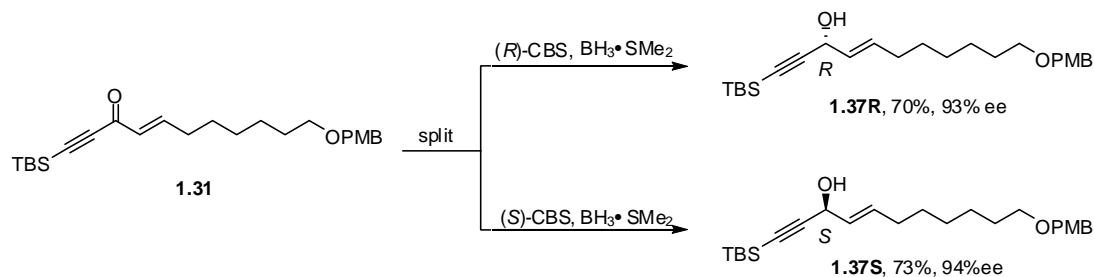 OH
(R)-CBS, BH3• SMe2
R
TBS
OPMB
1.37R, 70%, 93% ee
O
TBS
OPMB
1.31
split
OH
(S)-CBS, BH3• SMe2
S
TBS
OPMB
1.37S, 73%, 94%ee